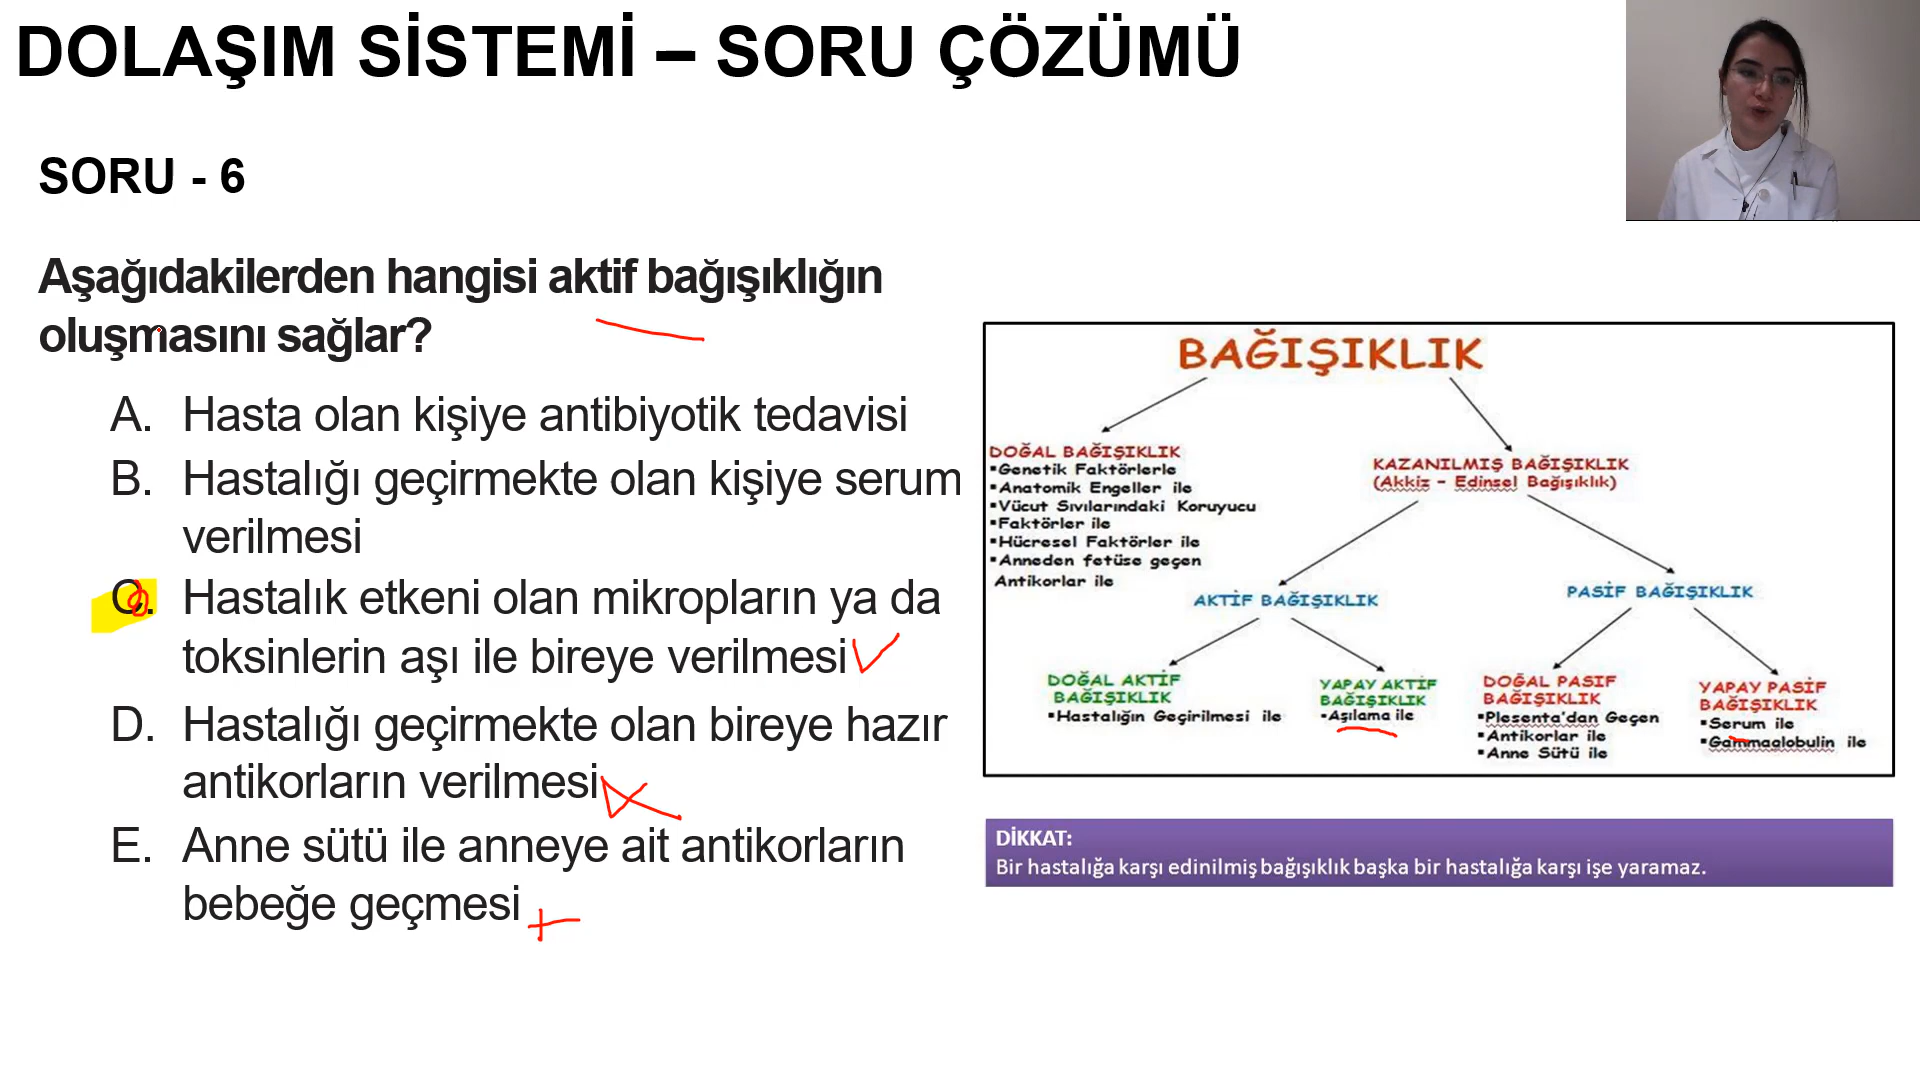 DOLAŞIM SİSTEMİ – SORU ÇÖZÜMÜ
SORU - 6
Aşağıdakilerden hangisi aktif bağışıklığın
oluşmasını sağlar?
A. Hasta olan kişiye antibiyotik tedavisi
B. Hastalığı geçirmekte olan kişiye serum
verilmesi
C. Hastalık etkeni olan mikropların ya da
toksinlerin aşı ile bireye verilmesi
D. Hastalığı geçirmekte olan bireye hazır
antikorların verilmesi
E. Anne sütü ile anneye ait antikorların
bebeğe geçmesi
BAĞIŞIKLIK
DOĞAL BAĞIŞIKLIK
▪Genetik Faktörlerle
▪Anatomik Engeller ile
▪Vücut Sıvılarındaki Koruyucu
▪Faktörler ile
▪Hücresel Faktörler ile
▪Anneden fetüse geçen
Antikorlar ile
KAZANILMIŞ BAĞIŞIKLIK
(Akkiz – Edinsel Bağışıklık)
AKTİF BAĞIŞIKLIK
PASİF BAĞIŞIKLIK
DOĞAL AKTİF
BAĞIŞIKLIK
▪Hastalığın Geçirilmesi ile
YAPAY AKTİF
BAĞIŞIKLIK
▪Aşılama ile
DOĞAL PASIF
BAĞIŞIKLIK
▪Plesenta'dan Geçen
▪Antikorlar ile
▪Anne Sütü ile
YAPAY PASİF
BAĞIŞIKLIK
▪Serum ile
▪Gammaglobulin ile
DİKKAT:
Bir hastalığa karşı edinilmiş bağışıklık başka bir hastalığa karşı işe yaramaz.